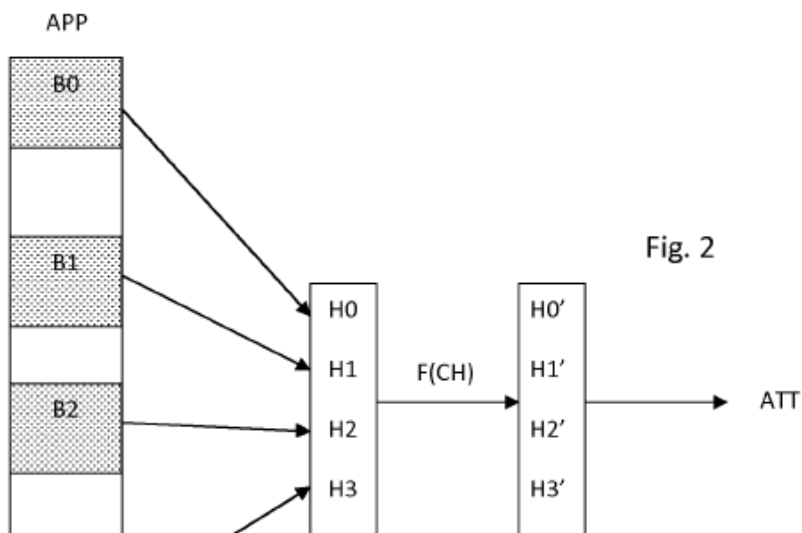 APP
B0
B1
B2
H0
H1
H2
H3
F(CH)
H0’
H1’
H2’
H3’
ATT
Fig. 2